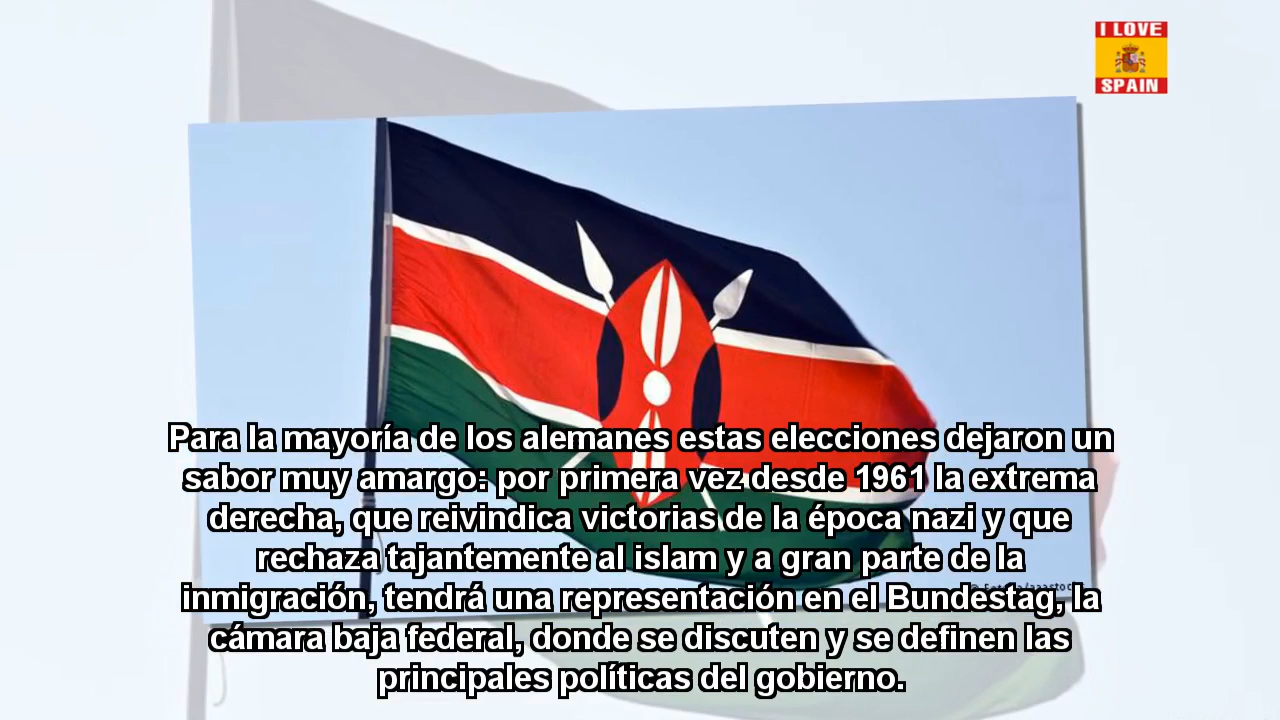 I LOVE
SPAIN
Para la mayoría de los alemanes estas elecciones dejaron un
sabor muy amargo: por primera vez desde 1961 la extrema
derecha, que reivindica victorias de la época nazi y que
rechaza tajantemente al islam y a gran parte de la
inmigración, tendrá una representación en el Bundestag, la
cámara baja federal, donde se discuten y se definen las
principales políticas del gobierno.